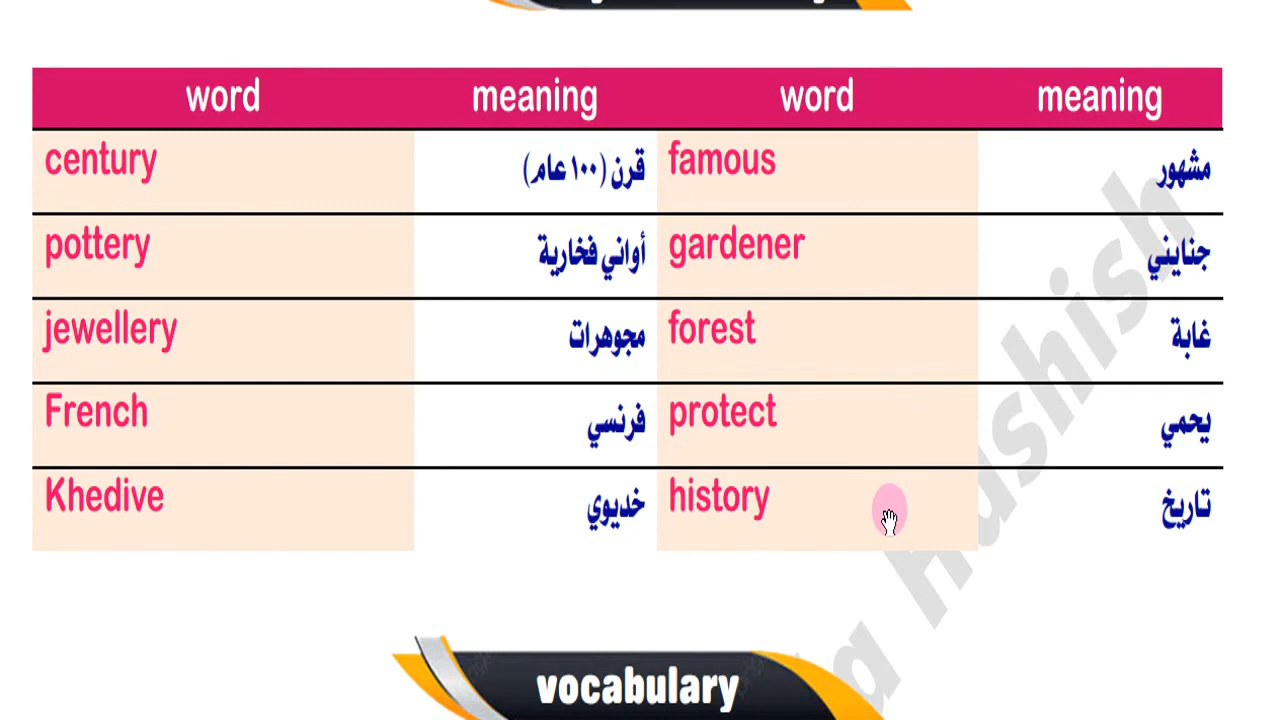 word meaning word meaning
century قرن (١٠٠ عام) famous مشهور
pottery أواني فخارية gardener جنايني
jewellery مجوهرات forest غابة
French فرنسي protect يحمي
Khedive خديوي history تاريخ
vocabulary